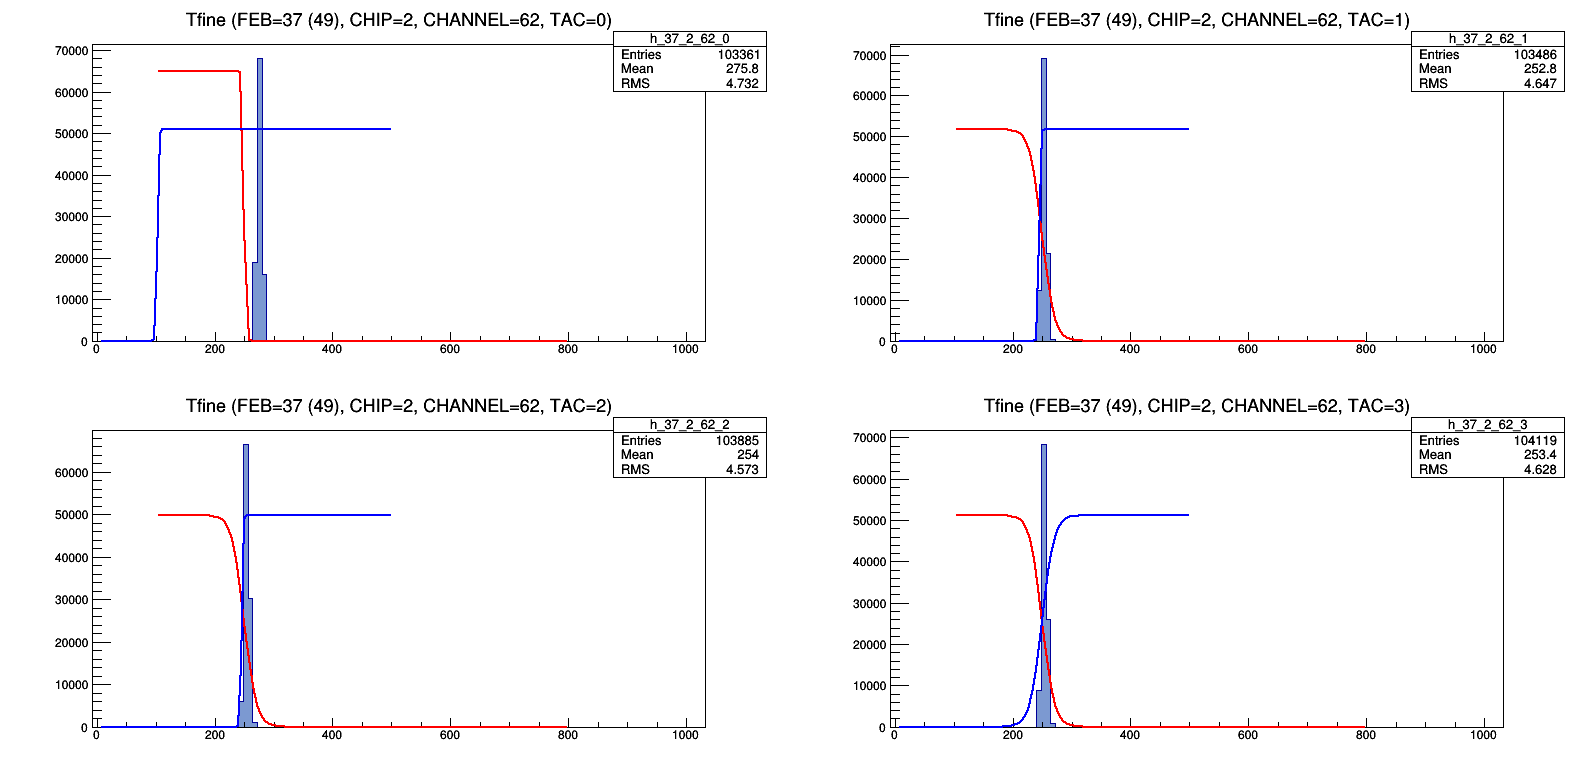 Tfine (FEB=37 (49), CHIP=2, CHANNEL=62, TAC=0)
h_37_2_62_0
Entries 103361
Mean 275.8
RMS 4.732
70000
60000
50000
40000
30000
20000
10000
0
0 200 400 600 800 1000
Tfine (FEB=37 (49), CHIP=2, CHANNEL=62, TAC=1)
h_37_2_62_1
Entries 103486
Mean 252.8
RMS 4.647
70000
60000
50000
40000
30000
20000
10000
0
0 200 400 600 800 1000
Tfine (FEB=37 (49), CHIP=2, CHANNEL=62, TAC=2)
h_37_2_62_2
Entries 103885
Mean 254
RMS 4.573
60000
50000
40000
30000
20000
10000
0
0 200 400 600 800 1000
Tfine (FEB=37 (49), CHIP=2, CHANNEL=62, TAC=3)
h_37_2_62_3
Entries 104119
Mean 253.4
RMS 4.628
70000
60000
50000
40000
30000
20000
10000
0
0 200 400 600 800 1000